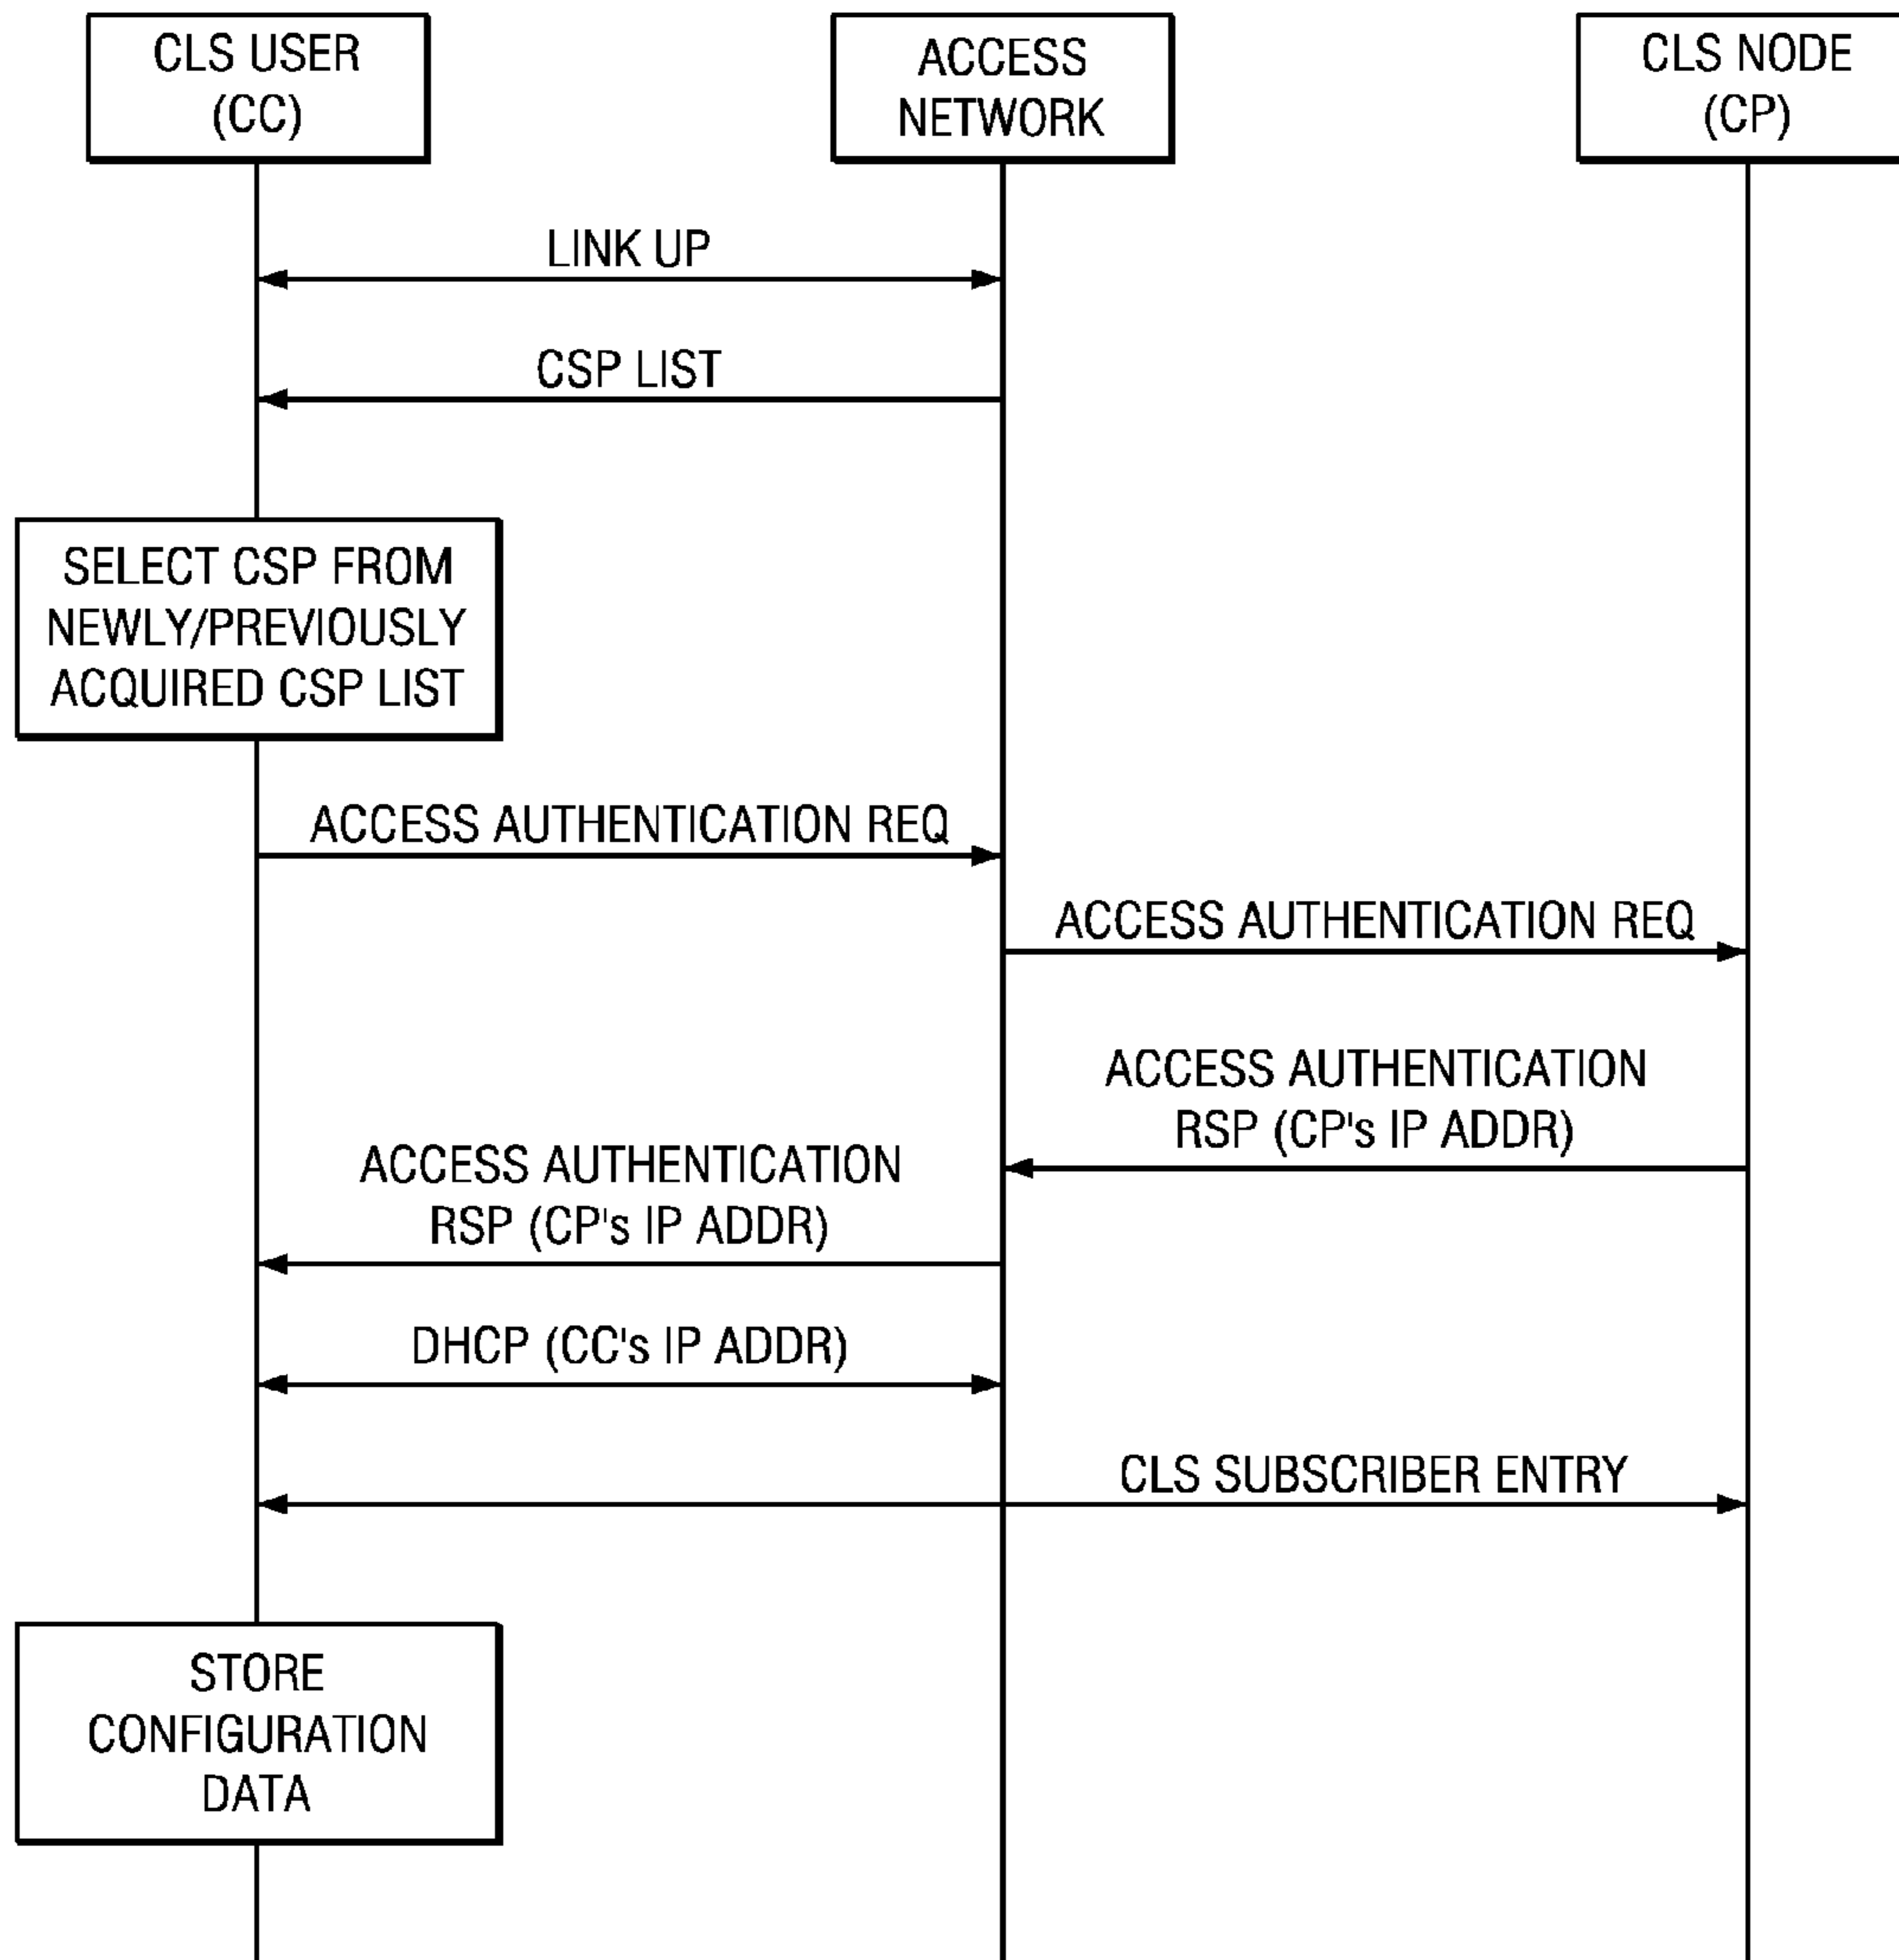 CLS USER
(CC)
ACCESS
NETWORK
CLS NODE
(CP)
LINK UP
CSP LIST
SELECT CSP FROM
NEWLY/PREVIOUSLY
ACQUIRED CSP LIST
ACCESS AUTHENTICATION REQ
ACCESS AUTHENTICATION REQ
ACCESS AUTHENTICATION
RSP (CP's IP ADDR)
ACCESS AUTHENTICATION
RSP (CP's IP ADDR)
DHCP (CC's IP ADDR)
CLS SUBSCRIBER ENTRY
STORE
CONFIGURATION
DATA